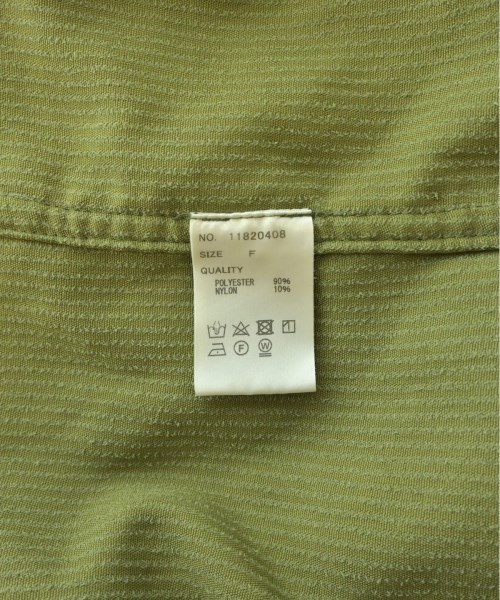 NO. 11820408
SIZE F
QUALITY
POLYESTER 90%
NYLON 10%
F W